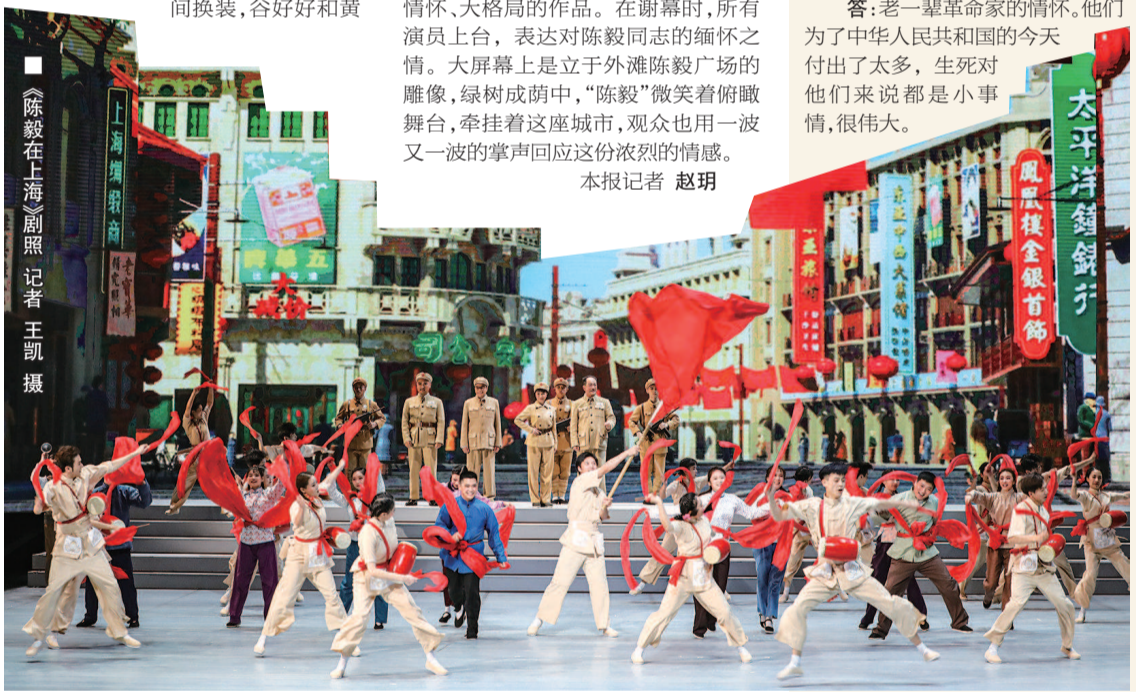 间换装，谷好好和黄
情怀、大格局的作品。在谢幕时，所有
演员上台，表达对陈毅同志的缅怀之
情。大屏幕上是立于外滩陈毅广场的
雕像，绿树成荫中，“陈毅”微笑着俯瞰
舞台，牵挂着这座城市，观众也用一波
又一波的掌声回应这份浓烈的情感。
本报记者 赵玥
答：老一辈革命家的情怀。他们
为了中华人民共和国的今天
付出了太多，生死对
他们来说都是小事
情，很伟大。
■《陈毅在上海》剧照 记者 王凯 摄
上海绸缎商
大
司公
鳳凰樓金銀首飾
太平洋鐘錶行